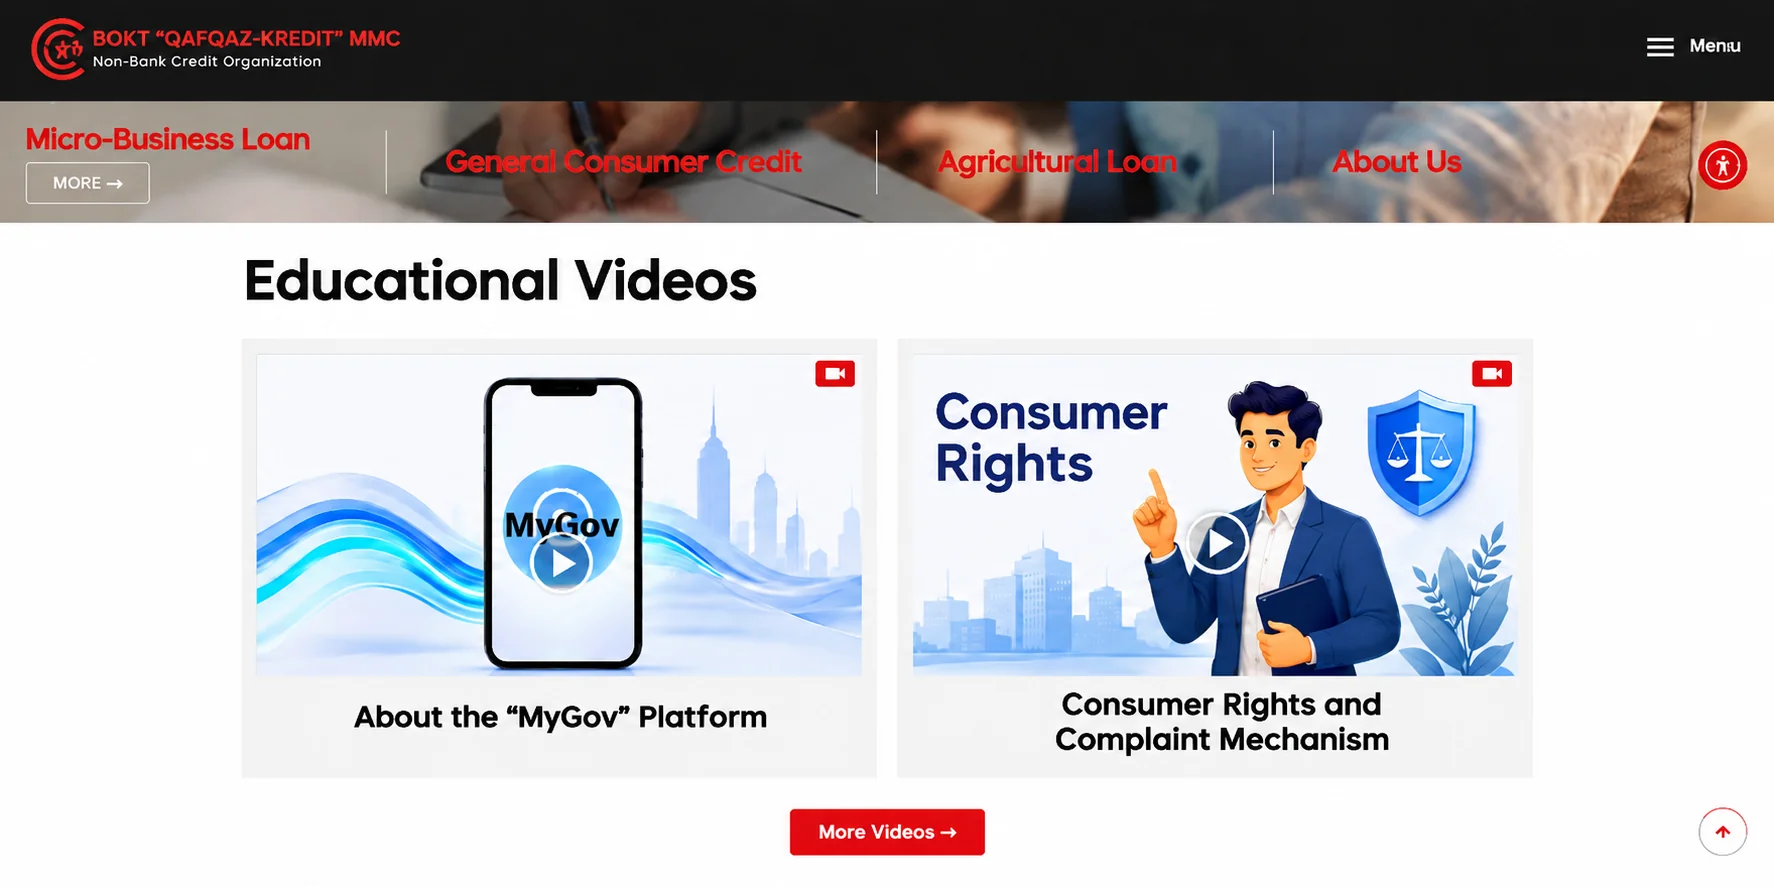 BOKT “QAFQAZ-KREDIT” MMC
Non-Bank Credit Organization
Menu
Micro-Business Loan
MORE →
General Consumer Credit
Agricultural Loan
About Us
Educational Videos
MyGov
Consumer
Rights
About the “MyGov” Platform
Consumer Rights and
Complaint Mechanism
More Videos →